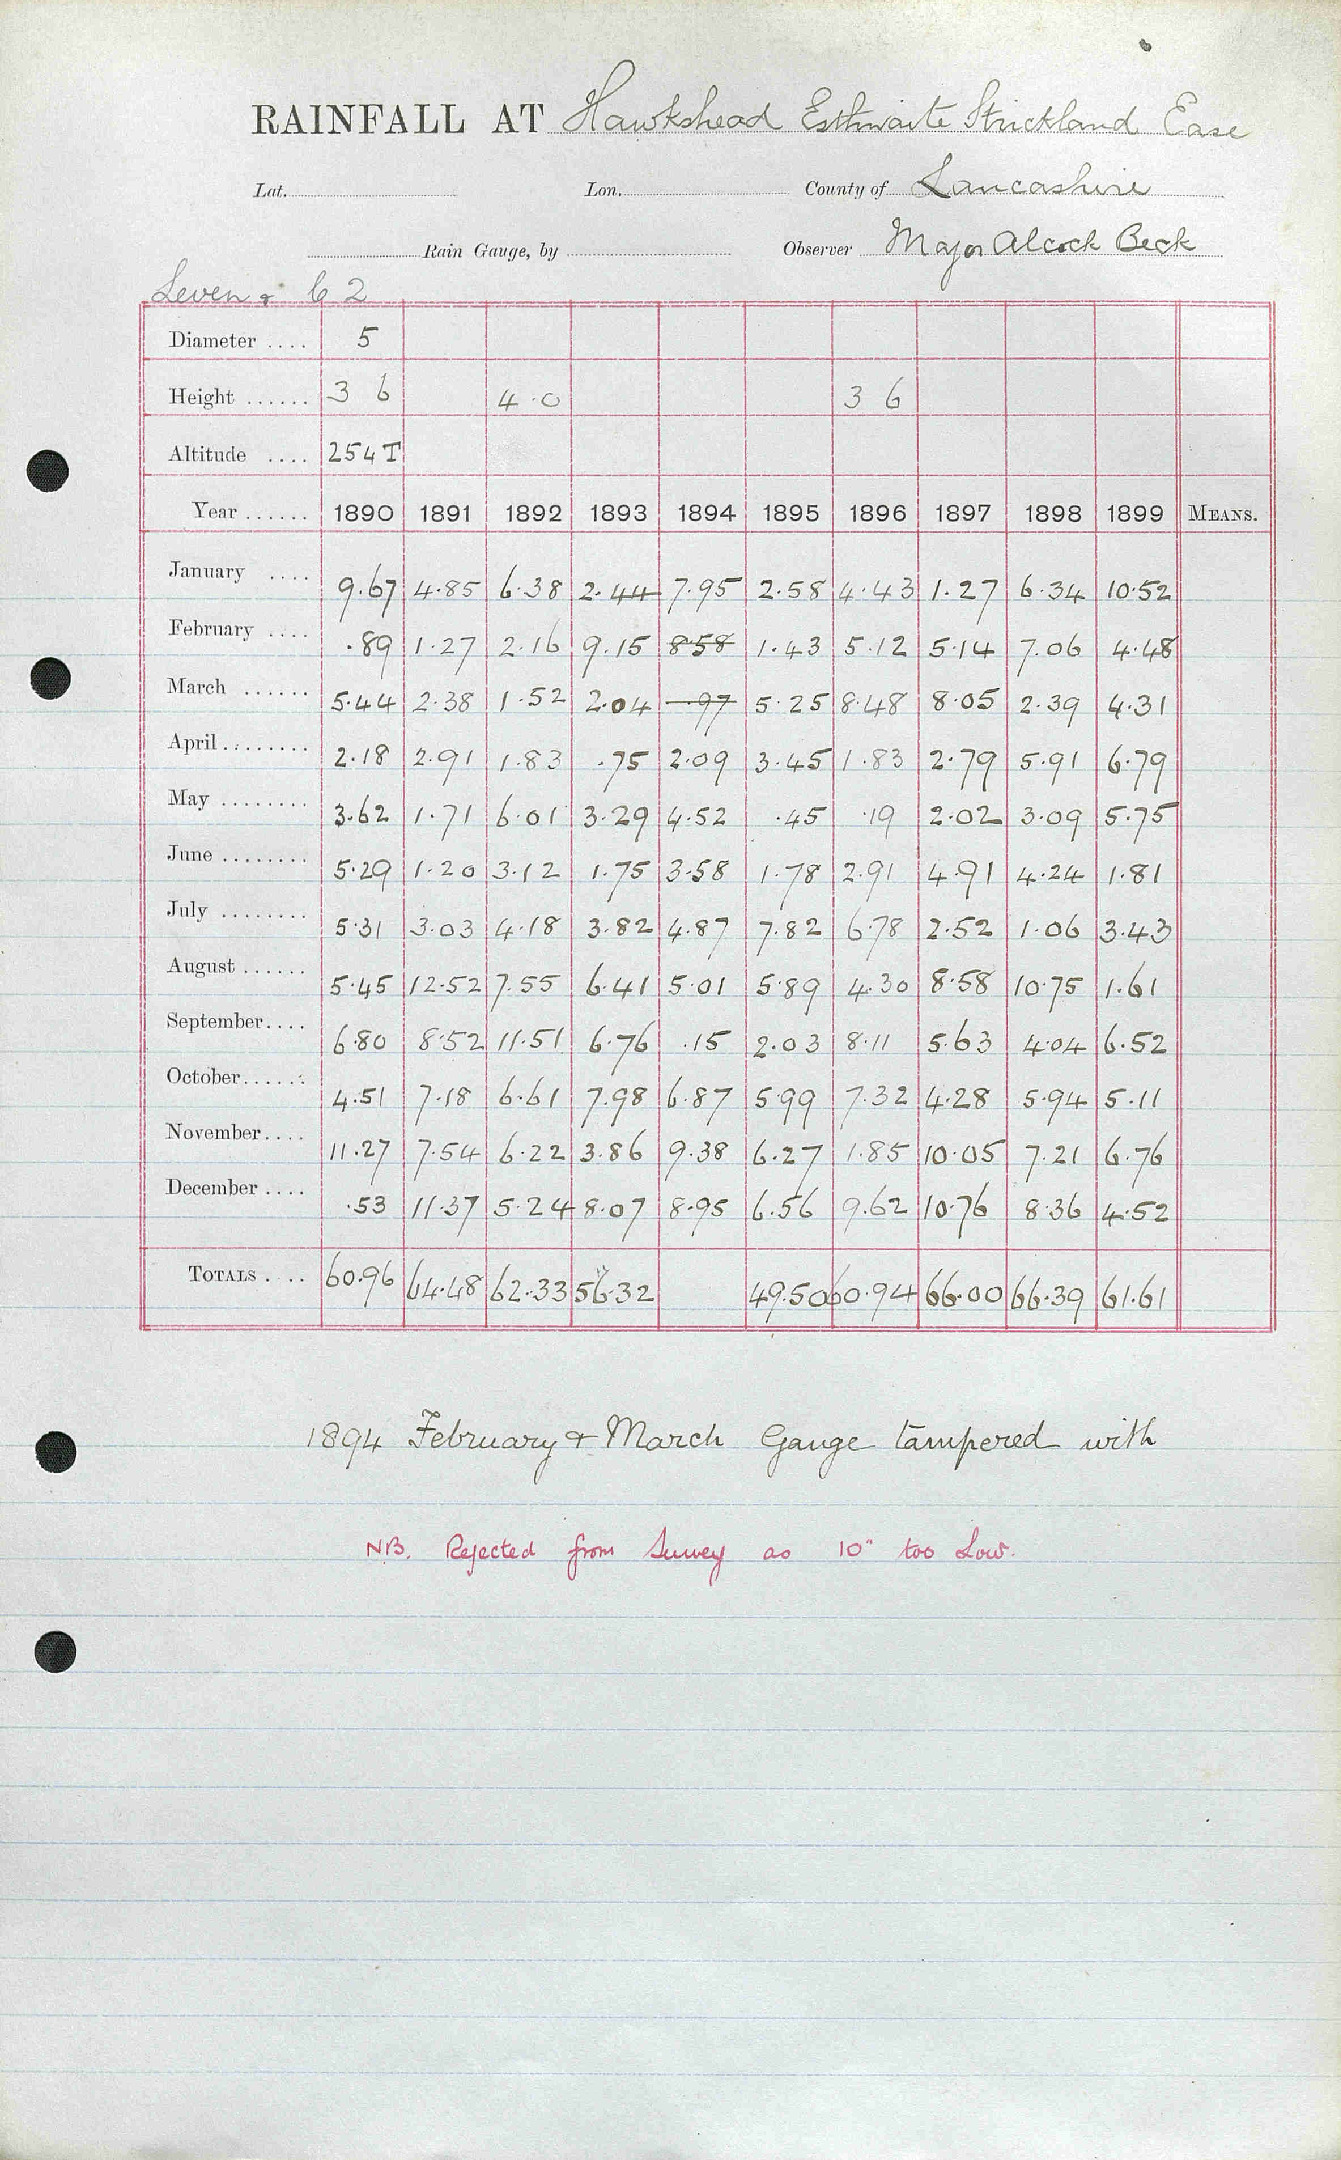 RAINFALL AT Hawkshead Esthwaite Strickland Ease
Lat. Lon. County of Lancashire
Rain Gauge, by Observer Major Alcock Beck
Leven & C 2
Diameter .... 5
Height ...... 3 6 4.0 3 6
Altitude .... 254 T
Year ...... 1890 1891 1892 1893 1894 1895 1896 1897 1898 1899 MEANS.
January .... 9.67 4.85 6.38 2.44 7.95 2.58 4.43 1.27 6.34 10.52
February .... .89 1.27 2.16 9.15 858 1.43 5.12 5.14 7.06 4.48
March ...... 5.44 2.38 1.52 2.04 97 5.25 8.48 8.05 2.39 4.31
April ........ 2.18 2.91 1.83 .75 2.09 3.45 1.83 2.79 5.91 6.79
May ........ 3.62 1.71 6.01 3.29 4.52 .45 .19 2.02 3.09 5.75
June ........ 5.29 1.20 3.12 1.75 3.58 1.78 2.91 4.91 4.24 1.81
July ........ 5.31 3.03 4.18 3.82 4.87 7.82 6.78 2.52 1.06 3.43
August ...... 5.45 12.52 7.55 6.41 5.01 5.89 4.30 8.58 10.75 1.61
September.... 6.80 8.52 11.51 6.76 .15 2.03 8.11 5.63 4.04 6.52
October...... 4.51 7.18 6.61 7.98 6.87 5.99 7.32 4.28 5.94 5.11
November.... 11.27 7.54 6.22 3.86 9.38 6.27 1.85 10.05 7.21 6.76
December .... .53 11.37 5.24 8.07 8.95 6.56 9.62 10.76 8.36 4.52
TOTALS .... 60.96 64.48 62.33 56.32 49.50 60.94 66.00 66.39 61.61
1894 February & March Gauge tampered with
NB. Rejected from Survey as 10" too Low.